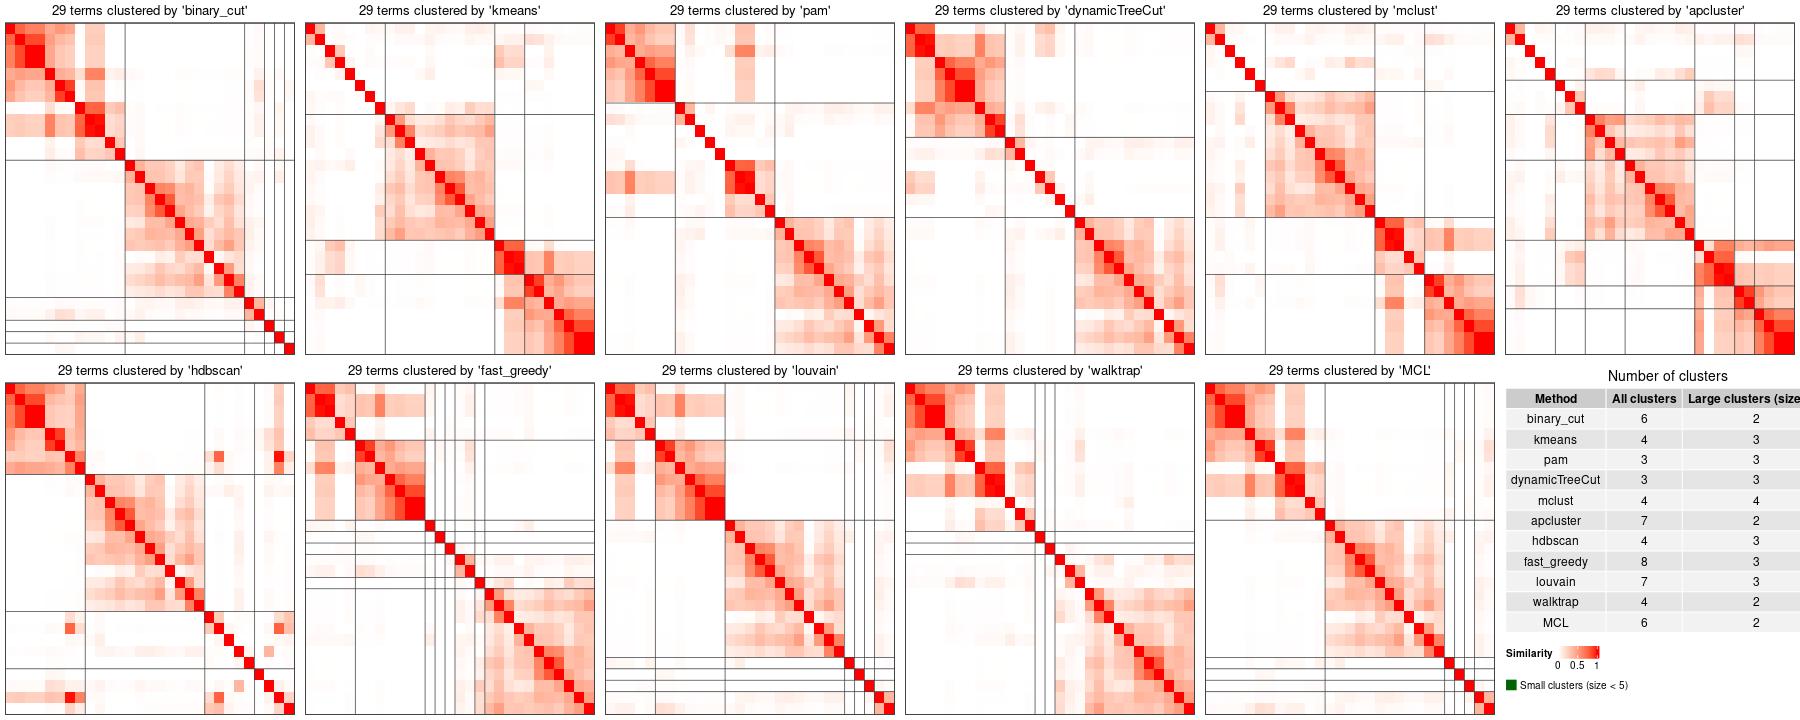 29 terms clustered by 'binary_cut'
29 terms clustered by 'kmeans'
29 terms clustered by 'pam'
29 terms clustered by 'dynamicTreeCut'
29 terms clustered by 'mclust'
29 terms clustered by 'apcluster'
29 terms clustered by 'hdbscan'
29 terms clustered by 'fast_greedy'
29 terms clustered by 'louvain'
29 terms clustered by 'walktrap'
29 terms clustered by 'MCL'
Number of clusters
Method All clusters Large clusters (size
binary_cut 6 2
kmeans 4 3
pam 3 3
dynamicTreeCut 3 3
mclust 4 4
apcluster 7 2
hdbscan 4 3
fast_greedy 8 3
louvain 7 3
walktrap 4 2
MCL 6 2
Similarity
0 0.5 1
Small clusters (size < 5)